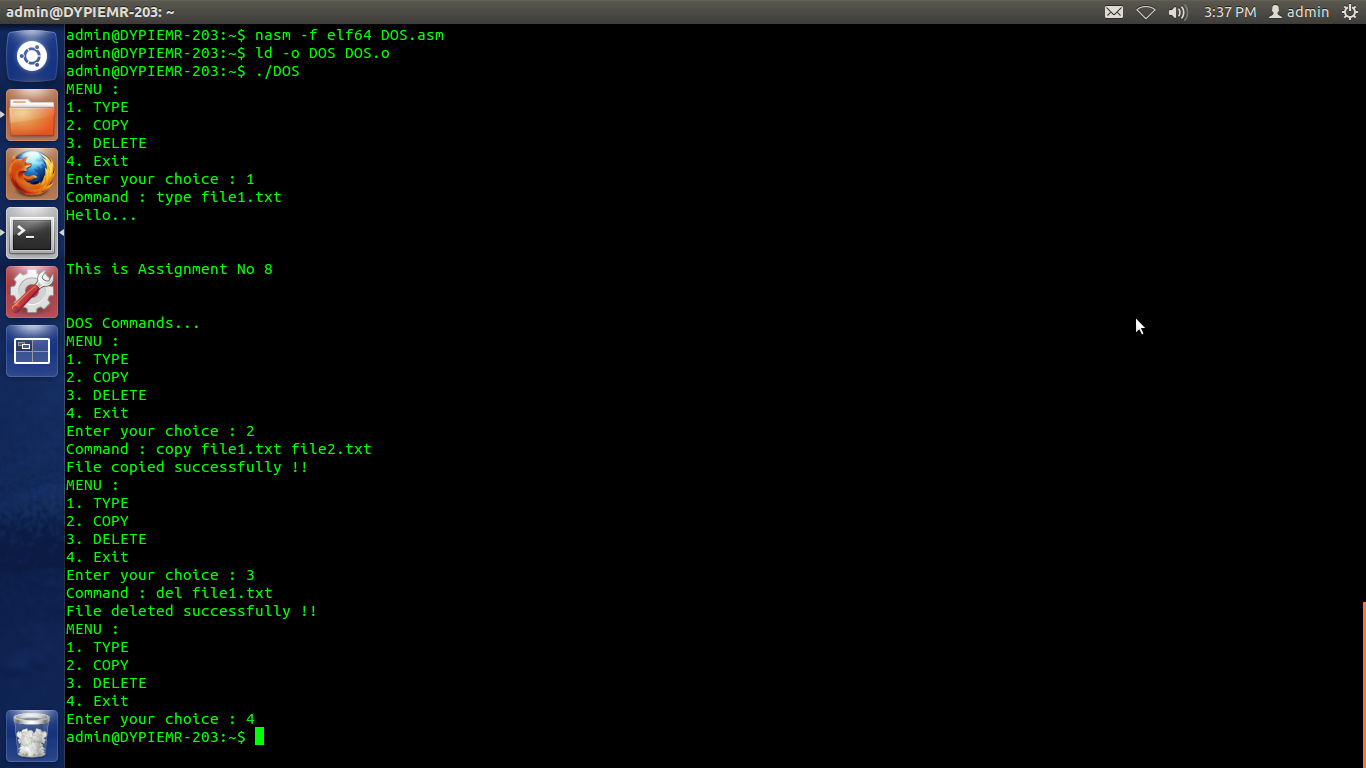 admin@DYPIEMR-203: ~
3:37 PM
admin
admin@DYPIEMR-203:~$ nasm -f elf64 DOS.asm
admin@DYPIEMR-203:~$ ld -o DOS DOS.o
admin@DYPIEMR-203:~$ ./DOS
MENU :
1. TYPE
2. COPY
3. DELETE
4. Exit
Enter your choice : 1
Command : type file1.txt
Hello...
This is Assignment No 8
DOS Commands...
MENU :
1. TYPE
2. COPY
3. DELETE
4. Exit
Enter your choice : 2
Command : copy file1.txt file2.txt
File copied successfully !!
MENU :
1. TYPE
2. COPY
3. DELETE
4. Exit
Enter your choice : 3
Command : del file1.txt
File deleted successfully !!
MENU :
1. TYPE
2. COPY
3. DELETE
4. Exit
Enter your choice : 4
admin@DYPIEMR-203:~$